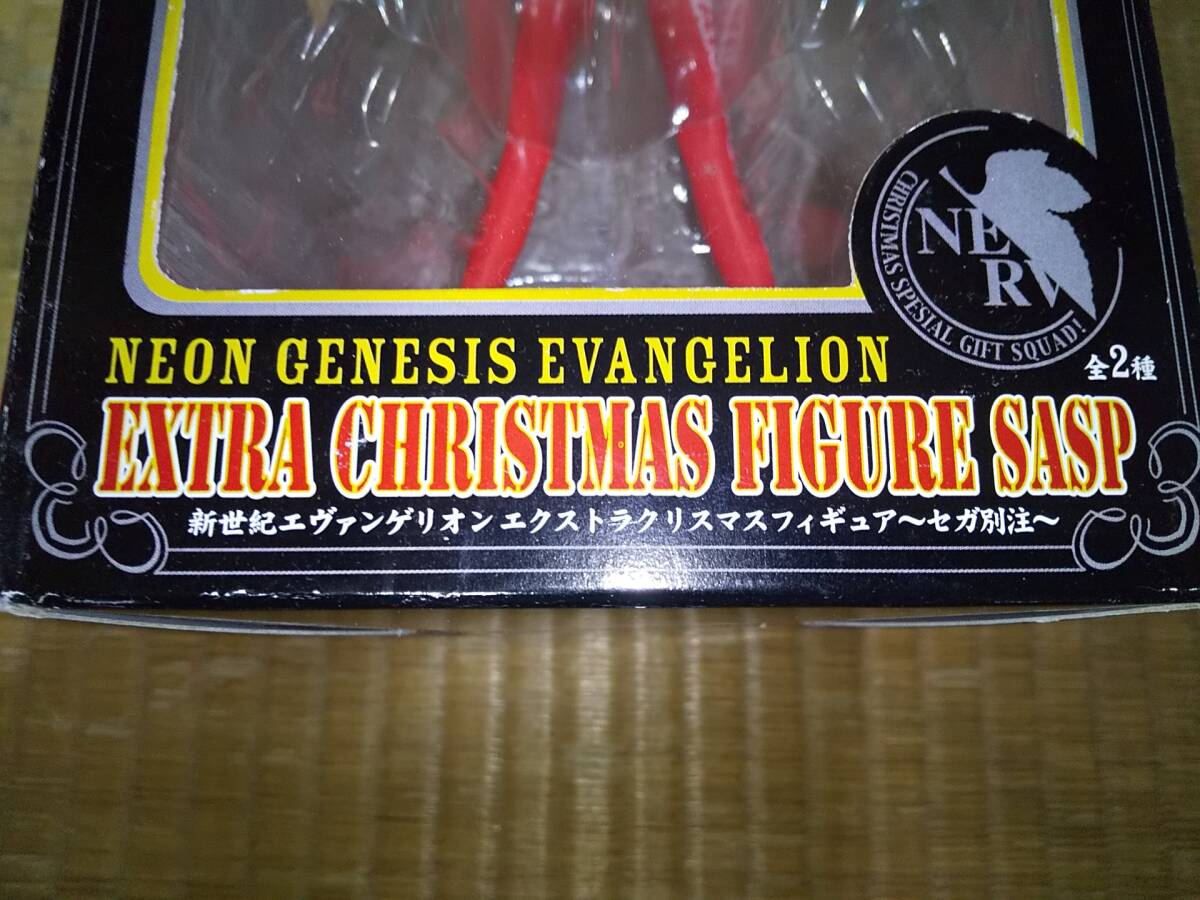 NERV
CHRISTMAS SPESIAL GIFT SQUAD!
全2種
NEON GENESIS EVANGELION
EXTRA CHRISTMAS FIGURE SASP
新世紀エヴァンゲリオン エクストラクリスマスフィギュア～セガ別注～